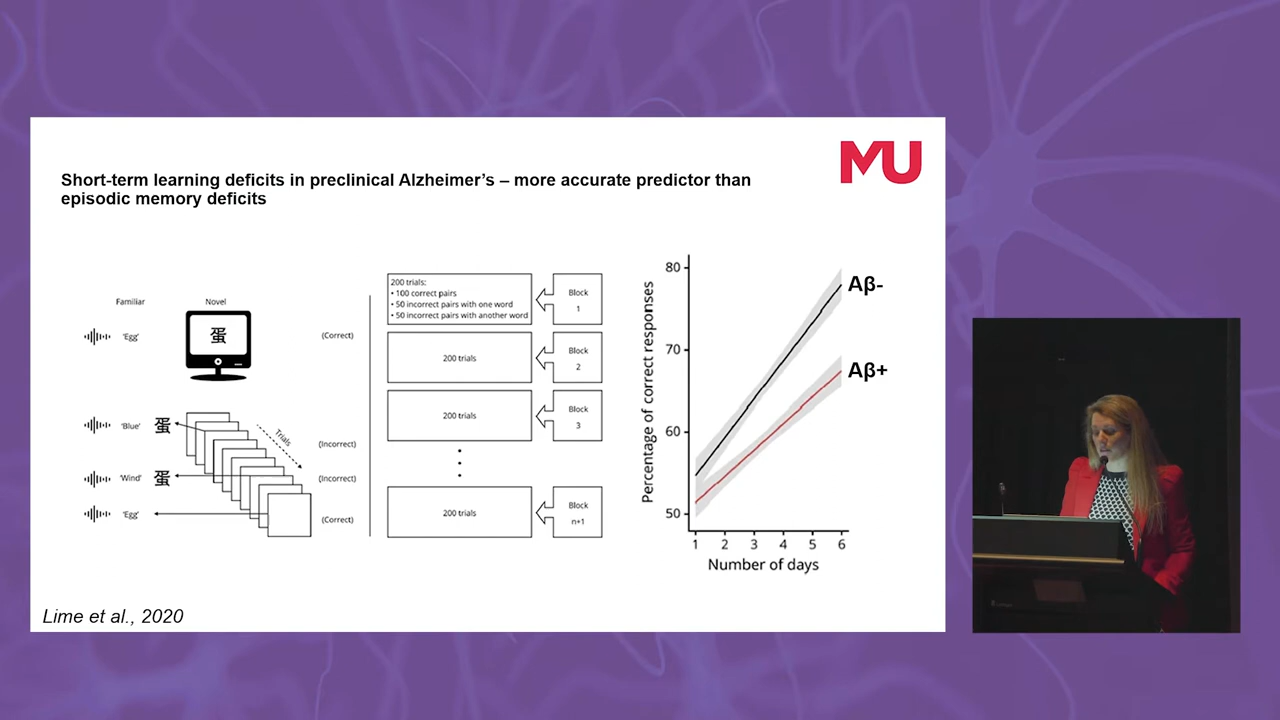 MU
Short-term learning deficits in preclinical Alzheimer's – more accurate predictor than
episodic memory deficits
Familiar
Novel
'Egg'
蛋
(Correct)
'Blue'
蛋
Trials
(Incorrect)
'Wind'
蛋
(Incorrect)
'Egg'
(Correct)
200 trials:
• 100 correct pairs
• 50 incorrect pairs with one word
• 50 incorrect pairs with another word
Block
1
200 trials
Block
2
200 trials
Block
3
200 trials
Block
n+1
Percentage of correct responses
80
70
60
50
1 2 3 4 5 6
Number of days
Aβ-
Aβ+
Lime et al., 2020